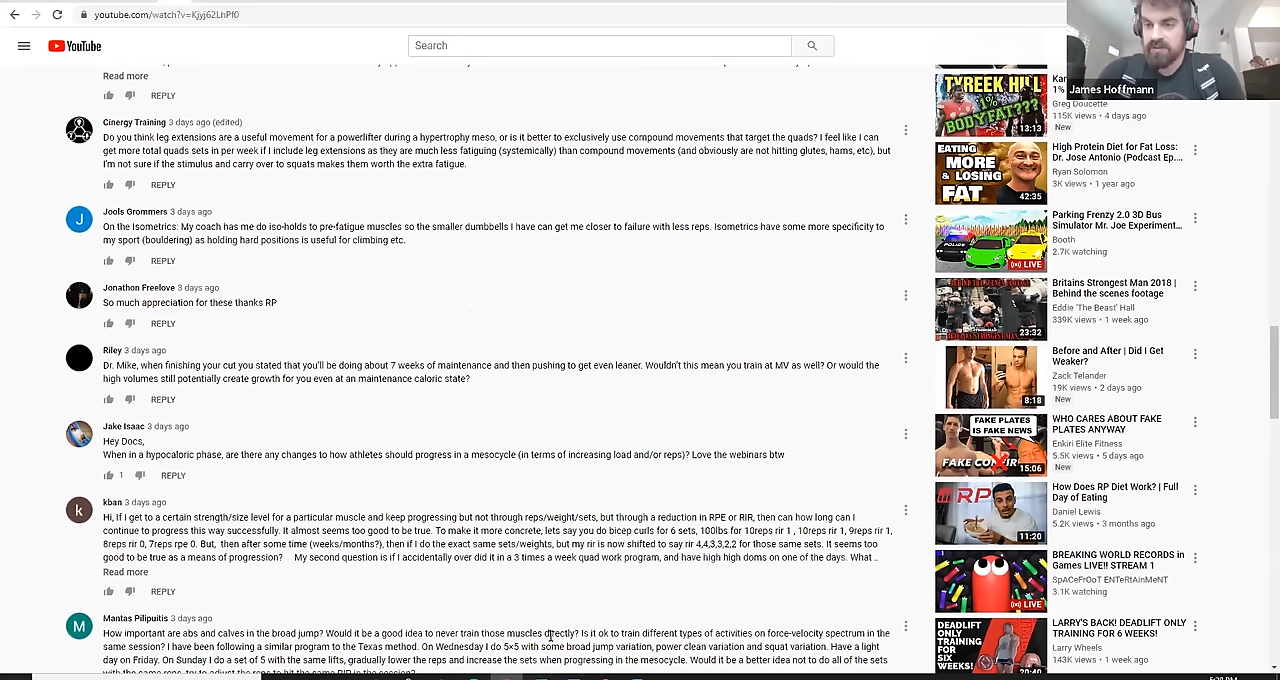 youtube.com/watch?v=Kjyj62LhPf0
YouTube
Search
James Hoffmann
Read more
REPLY
Cinergy Training 3 days ago (edited)
Do you think leg extensions are a useful movement for a powerlifter during a hypertrophy meso, or is it better to exclusively use compound movements that target the quads? I feel like I can
get more total quads sets in per week if I include leg extensions as they are much less fatiguing (systemically) than compound movements (and obviously are not hitting glutes, hams, etc), but
I'm not sure if the stimulus and carry over to squats makes them worth the extra fatigue.
REPLY
J
Jools Grommers 3 days ago
On the Isometrics: My coach has me do iso-holds to pre-fatigue muscles so the smaller dumbbells I have can get me closer to failure with less reps. Isometrics have some more specificity to
my sport (bouldering) as holding hard positions is useful for climbing etc.
REPLY
Jonathon Freelove 3 days ago
So much appreciation for these thanks RP
REPLY
Riley 3 days ago
Dr. Mike, when finishing your cut you stated that you'll be doing about 7 weeks of maintenance and then pushing to get even leaner. Wouldn't this mean you train at MV as well? Or would the
high volumes still potentially create growth for you even at an maintenance caloric state?
REPLY
Jake Isaac 3 days ago
Hey Docs,
When in a hypocaloric phase, are there any changes to how athletes should progress in a mesocycle (in terms of increasing load and/or reps)? Love the webinars btw
1 REPLY
k
kban 3 days ago
Hi, If I get to a certain strength/size level for a particular muscle and keep progressing but not through reps/weight/sets, but through a reduction in RPE or RIR, then can how long can I
continue to progress this way successfully. It almost seems too good to be true. To make it more concrete, lets say you do bicep curls for 6 sets, 100lbs for 10reps rir 1 , 10reps rir 1, 9reps rir 1,
8reps rir 0, 7reps rpe 0. But, then after some time (weeks/months?), then if I do the exact same sets/weights, but my rir is now shifted to say rir 4,4,3,3,2,2 for those same sets. It seems too
good to be true as a means of progression? My second question is if I accidentally over did it in a 3 times a week quad work program, and have high high doms on one of the days. What ..
Read more
REPLY
M
Mantas Pilipuitis 3 days ago
How important are abs and calves in the broad jump? Would it be a good idea to never train those muscles directly? Is it ok to train different types of activities on force-velocity spectrum in the
same session? I have been following a similar program to the Texas method. On Wednesday I do 5×5 with some broad jump variation, power clean variation and squat variation. Have a light
day on Friday. On Sunday I do a set of 5 with the same lifts, gradually lower the reps and increase the sets when progressing in the mesocycle. Would it be a better idea not to do all of the sets
TYREEK HILL
1%
BODYFAT???
13:13
1%
Greg Doucette
115K views • 4 days ago
New
EATING
MORE
& LOSING
FAT
42:35
High Protein Diet for Fat Loss:
Dr. Jose Antonio (Podcast Ep....
Ryan Solomon
3K views • 1 year ago
POLICE
LIVE
Parking Frenzy 2.0 3D Bus
Simulator Mr. Joe Experiment...
Booth
2.7K watching
23:32
Britains Strongest Man 2018 |
Behind the scenes footage
Eddie 'The Beast' Hall
339K views • 1 week ago
8:18
Before and After | Did I Get
Weaker?
Zack Telander
19K views • 2 days ago
New
FAKE PLATES
IS FAKE NEWS
15:06
WHO CARES ABOUT FAKE
PLATES ANYWAY
Enkiri Elite Fitness
5.5K views • 5 days ago
New
RP
11:20
How Does RP Diet Work? | Full
Day of Eating
Daniel Lewis
5.2K views • 3 months ago
LIVE
BREAKING WORLD RECORDS in
Games LIVE!! STREAM 1
SpAceFrOoT ENTeRtAinMeNT
3.1K watching
DEADLIFT
ONLY
TRAINING
FOR
SIX
WEEKS!
20:40
LARRY'S BACK! DEADLIFT ONLY
TRAINING FOR 6 WEEKS!
Larry Wheels
143K views • 1 week ago